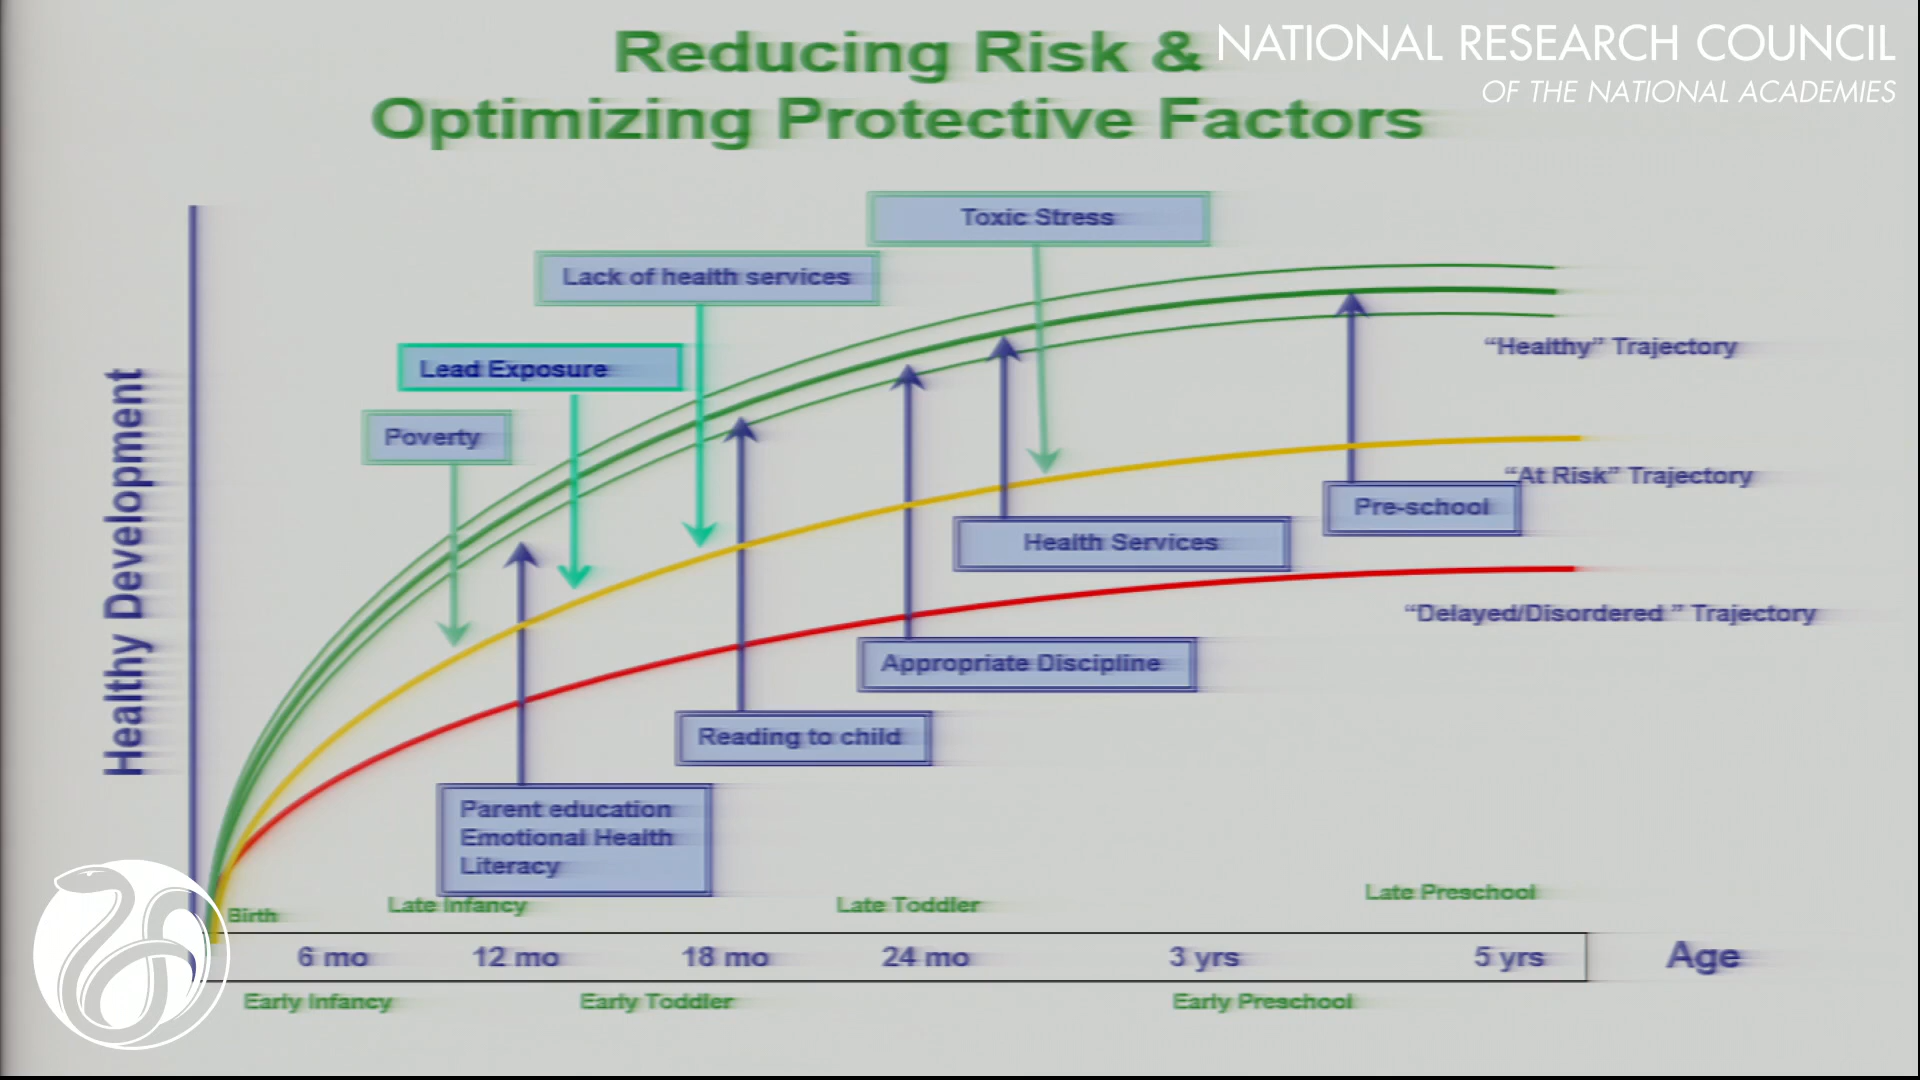 Reducing Risk &
Optimizing Protective Factors
NATIONAL RESEARCH COUNCIL
OF THE NATIONAL ACADEMIES
Toxic Stress
Lack of health services
Lead Exposure
Poverty
Healthy Development
“Healthy” Trajectory
“At Risk” Trajectory
Pre-school
Health Services
“Delayed/Disordered ” Trajectory
Appropriate Discipline
Reading to child
Parent education
Emotional Health
Literacy
Birth
Late Infancy
Late Toddler
Late Preschool
6 mo 12 mo 18 mo 24 mo 3 yrs 5 yrs Age
Early Infancy
Early Toddler
Early Preschool